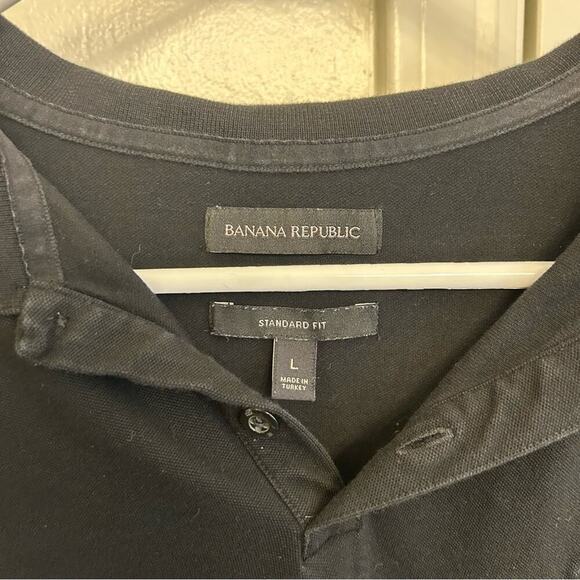 BANANA REPUBLIC
STANDARD FIT
L
MADE IN
TURKEY